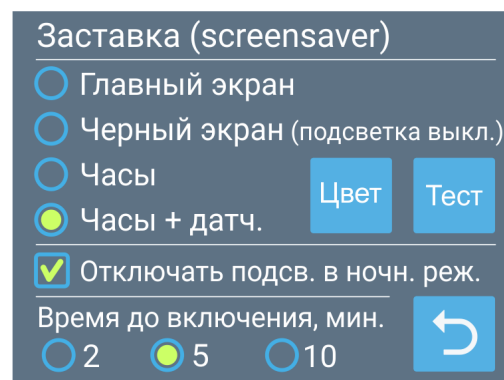 Заставка (screensaver)
Главный экран
Черный экран (подсветка выкл.)
Часы
Часы + датч.
Цвет
Тест
Отключать подсв. в ночн. реж.
Время до включения, мин.
2 5 10